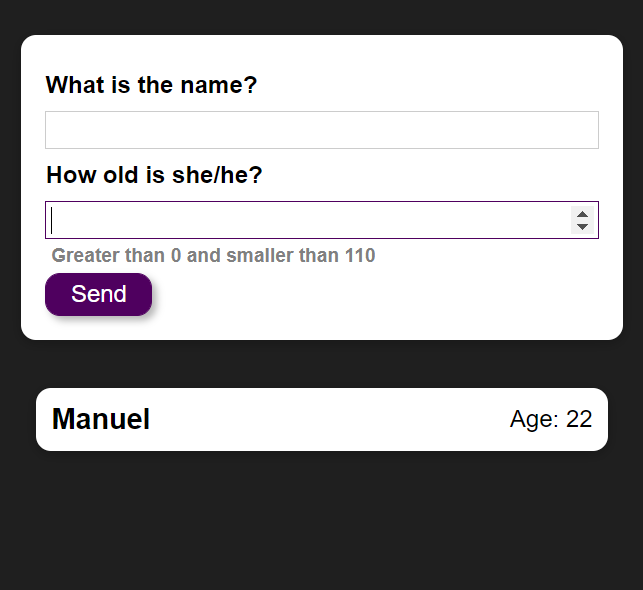 What is the name?
How old is she/he?
Greater than 0 and smaller than 110
Send
Manuel Age: 22